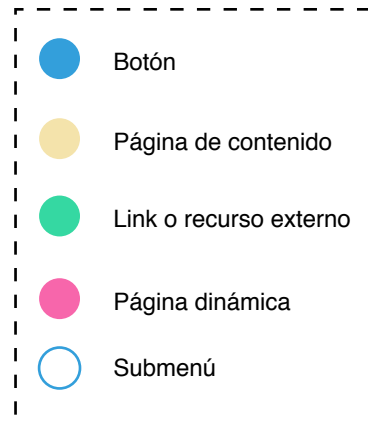 Botón
Página de contenido
Link o recurso externo
Página dinámica
Submenú